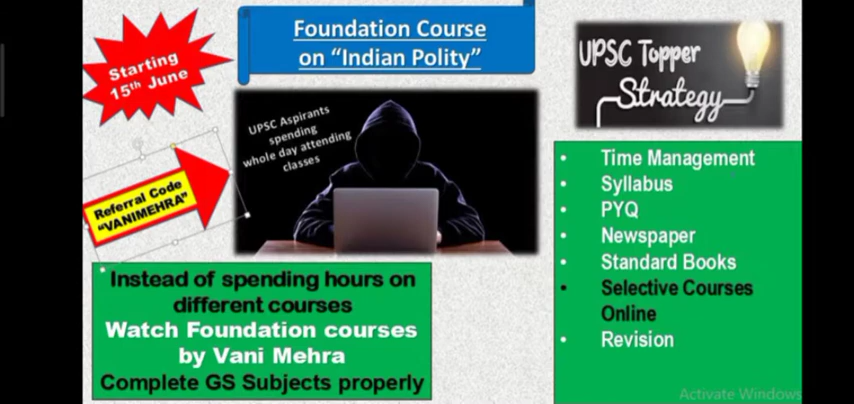 Starting
15th June
Foundation Course
on “Indian Polity”
UPSC Topper
Strategy
UPSC Aspirants
spending
whole day attending
classes
Referral Code
“VANIMEHRA”
Instead of spending hours on
different courses
Watch Foundation courses
by Vani Mehra
Complete GS Subjects properly
• Time Management
• Syllabus
• PYQ
• Newspaper
• Standard Books
• Selective Courses
Online
• Revision
Activate Windows